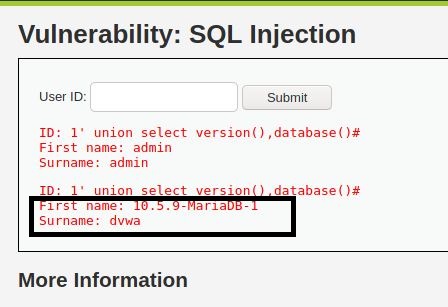 Vulnerability: SQL Injection
User ID: Submit
ID: 1' union select version(),database()#
First name: admin
Surname: admin
ID: 1' union select version(),database()#
First name: 10.5.9-MariaDB-1
Surname: dvwa
More Information